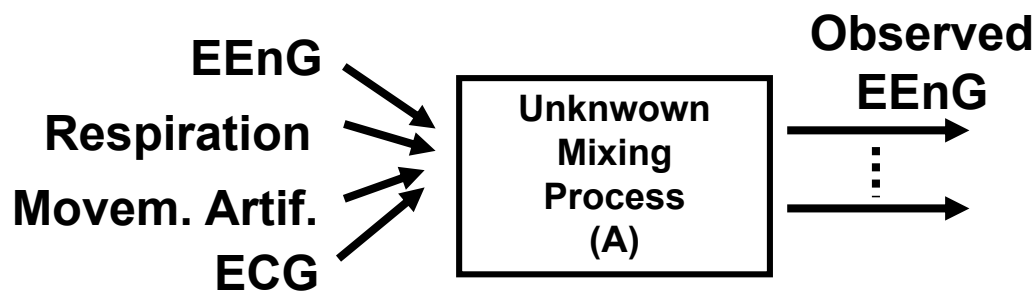 EEnG
Respiration
Movem. Artif.
ECG
Unknwown
Mixing
Process
(A)
Observed
EEnG